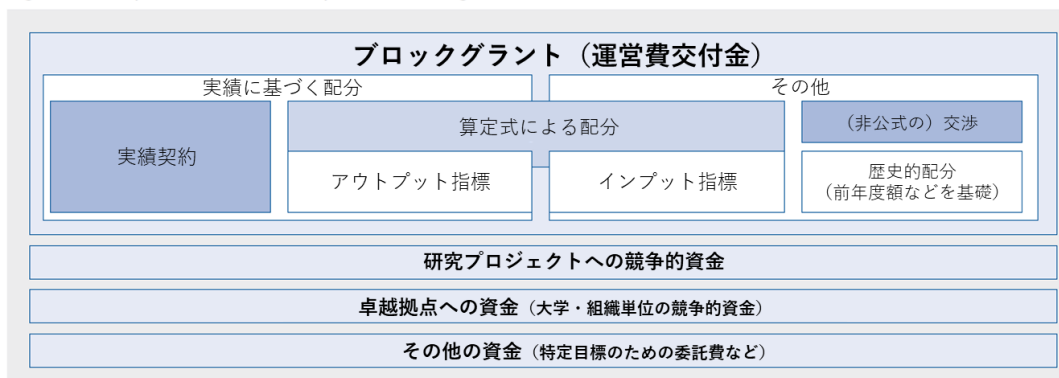 ブロックグラント（運営費交付金）
実績に基づく配分
その他
実績契約
算定式による配分
アウトプット指標
インプット指標
（非公式の）交渉
歴史的配分
（前年度額などを基礎）
研究プロジェクトへの競争的資金
卓越拠点への資金（大学・組織単位の競争的資金）
その他の資金（特定目標のための委託費など）